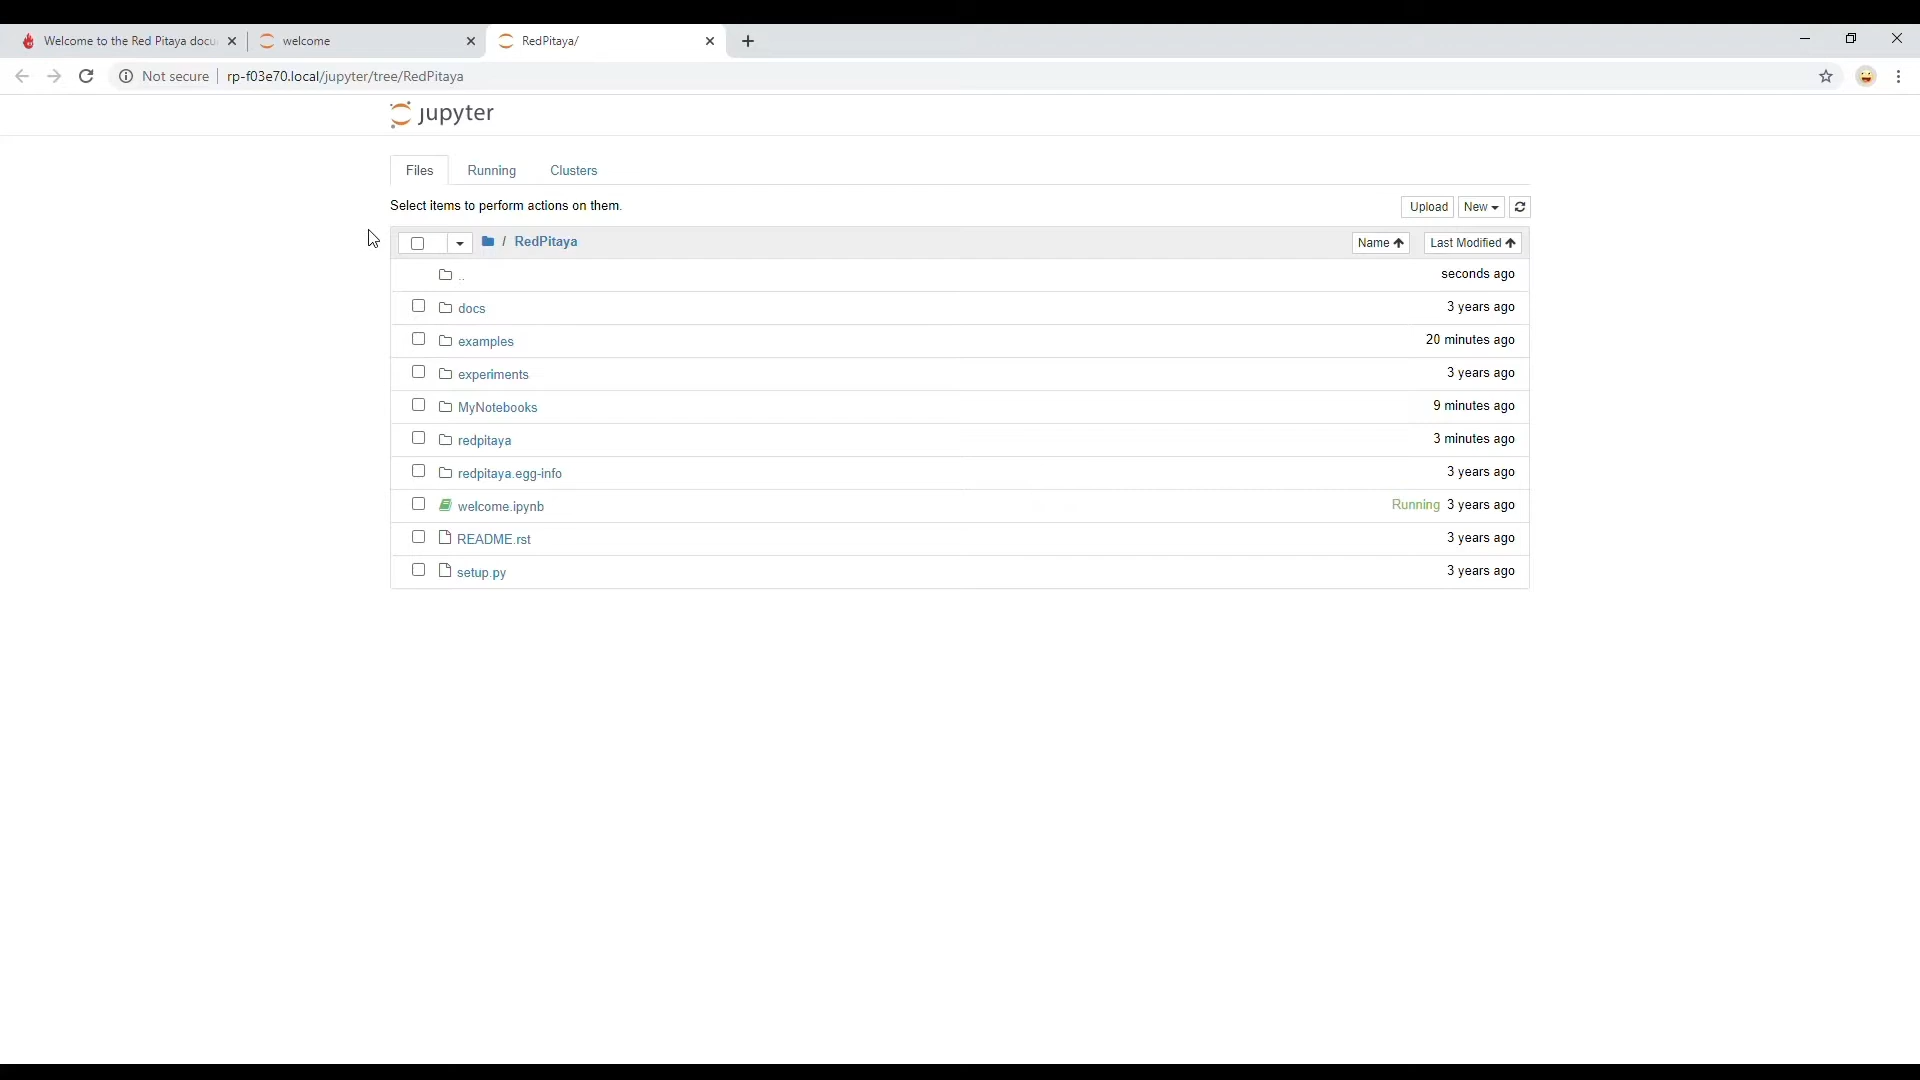 Welcome to the Red Pitaya docu
welcome
RedPitaya/
Not secure | rp-f03e70.local/jupyter/tree/RedPitaya
jupyter
Files Running Clusters
Select items to perform actions on them.
Upload New
/ RedPitaya Name Last Modified
.. seconds ago
docs 3 years ago
examples 20 minutes ago
experiments 3 years ago
MyNotebooks 9 minutes ago
redpitaya 3 minutes ago
redpitaya.egg-info 3 years ago
welcome.ipynb Running 3 years ago
README.rst 3 years ago
setup.py 3 years ago